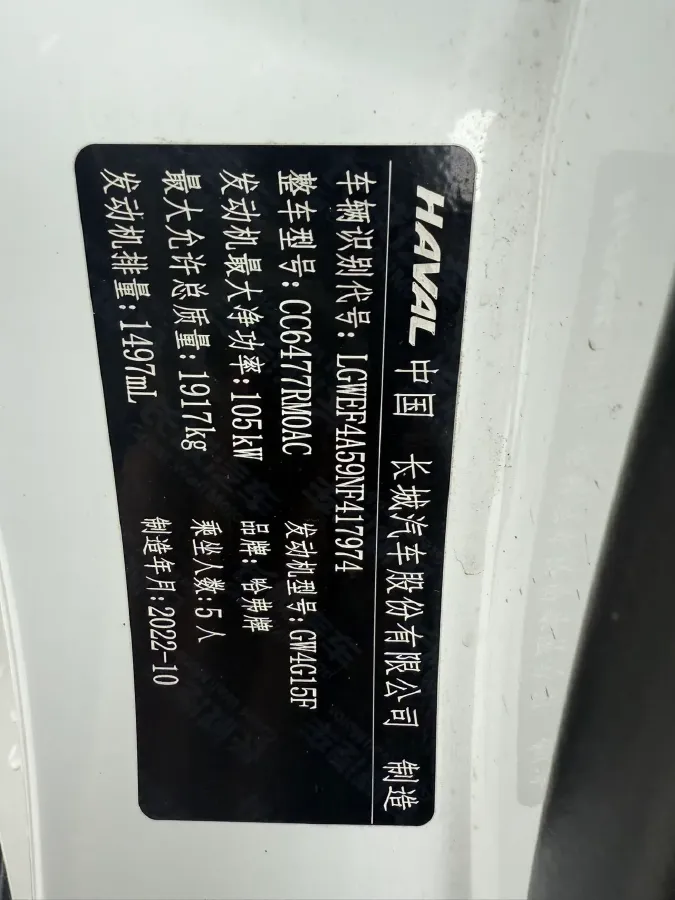 HAVAL 中国 长城汽车股份有限公司 制造
车辆识别代号:LGWEF4A59NF417974
整车型号:CC6477RM0AC 发动机型号:GW4G15F
发动机最大净功率:105kW 品牌:哈弗牌
最大允许总质量:1917kg 乘坐人数:5人
发动机排量:1497mL 制造年月:2022-10